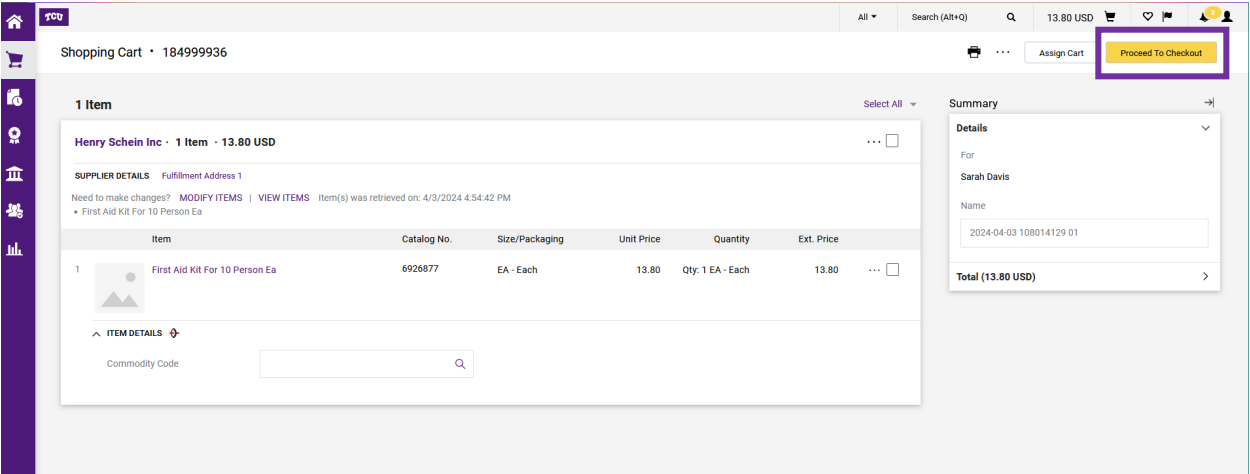 TCU
All
Search (Alt+Q)
13.80 USD
3
Shopping Cart • 184999936
...
Assign Cart
Proceed To Checkout
1 Item
Select All
Henry Schein Inc · 1 Item · 13.80 USD
...
SUPPLIER DETAILS Fulfillment Address 1
Need to make changes? MODIFY ITEMS | VIEW ITEMS Item(s) was retrieved on: 4/3/2024 4:54:42 PM
• First Aid Kit For 10 Person Ea
Item Catalog No. Size/Packaging Unit Price Quantity Ext. Price
1 First Aid Kit For 10 Person Ea 6926877 EA - Each 13.80 Qty: 1 EA - Each 13.80 ...
ITEM DETAILS
Commodity Code
Summary
Details
For
Sarah Davis
Name
2024-04-03 108014129 01
Total (13.80 USD)